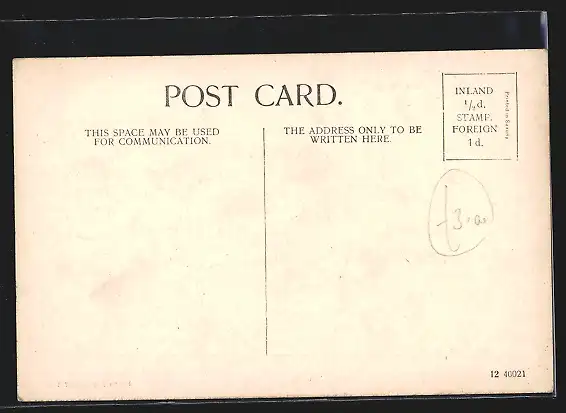 POST CARD.
THIS SPACE MAY BE USED
FOR COMMUNICATION.
THE ADDRESS ONLY TO BE
WRITTEN HERE.
INLAND
½d.
STAMP.
FOREIGN
1d.
Printed in Saxony
£3.00
12 40021